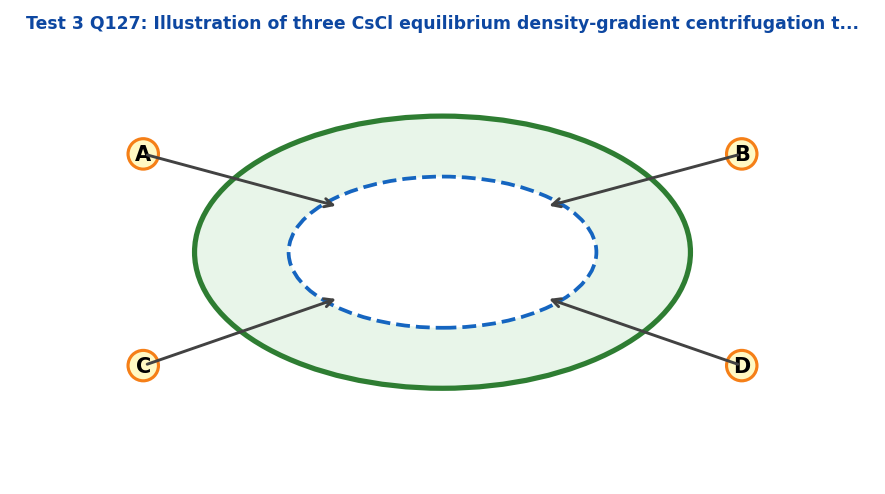 Test 3 Q127: Illustration of three CsCl equilibrium density-gradient centrifugation t...
A
B
C
D